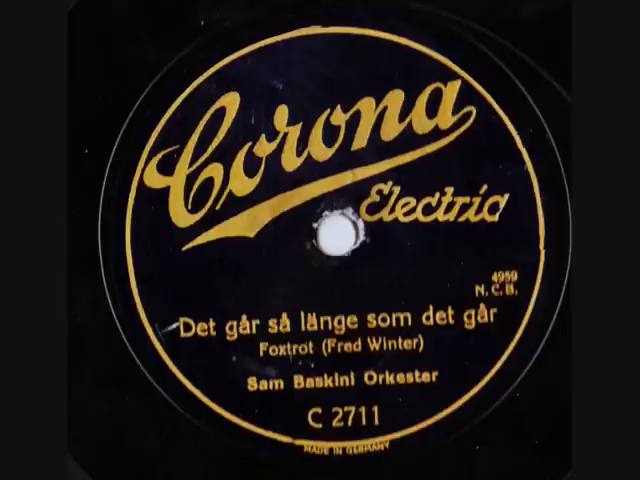 Corona
Electric
4959
N.C.B.
Det går så länge som det går
Foxtrot (Fred Winter)
Sam Baskini Orkester
C 2711
MADE IN GERMANY